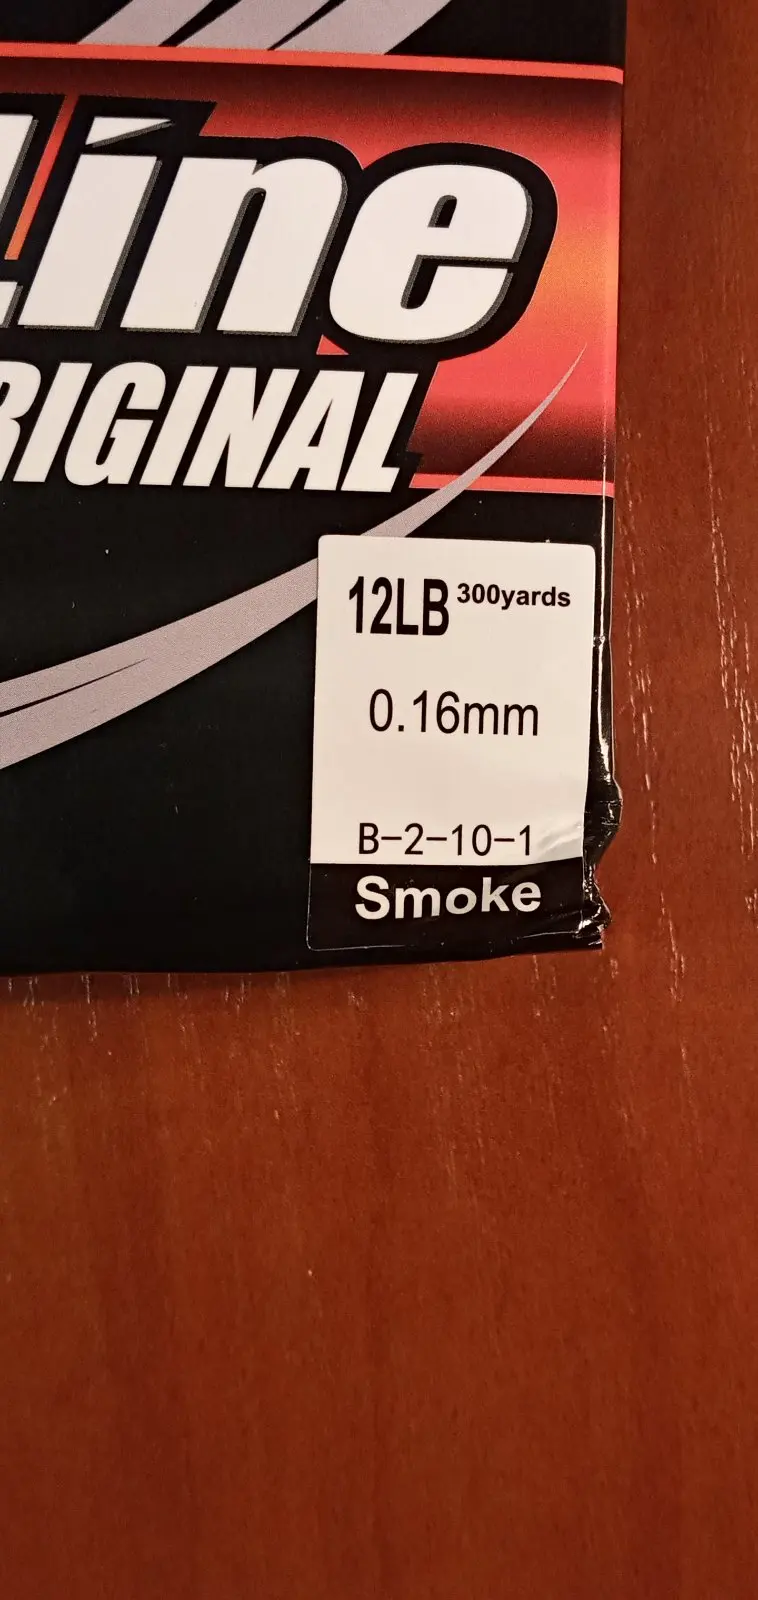 Line
RIGINAL
12LB 300yards
0.16mm
B-2-10-1
Smoke